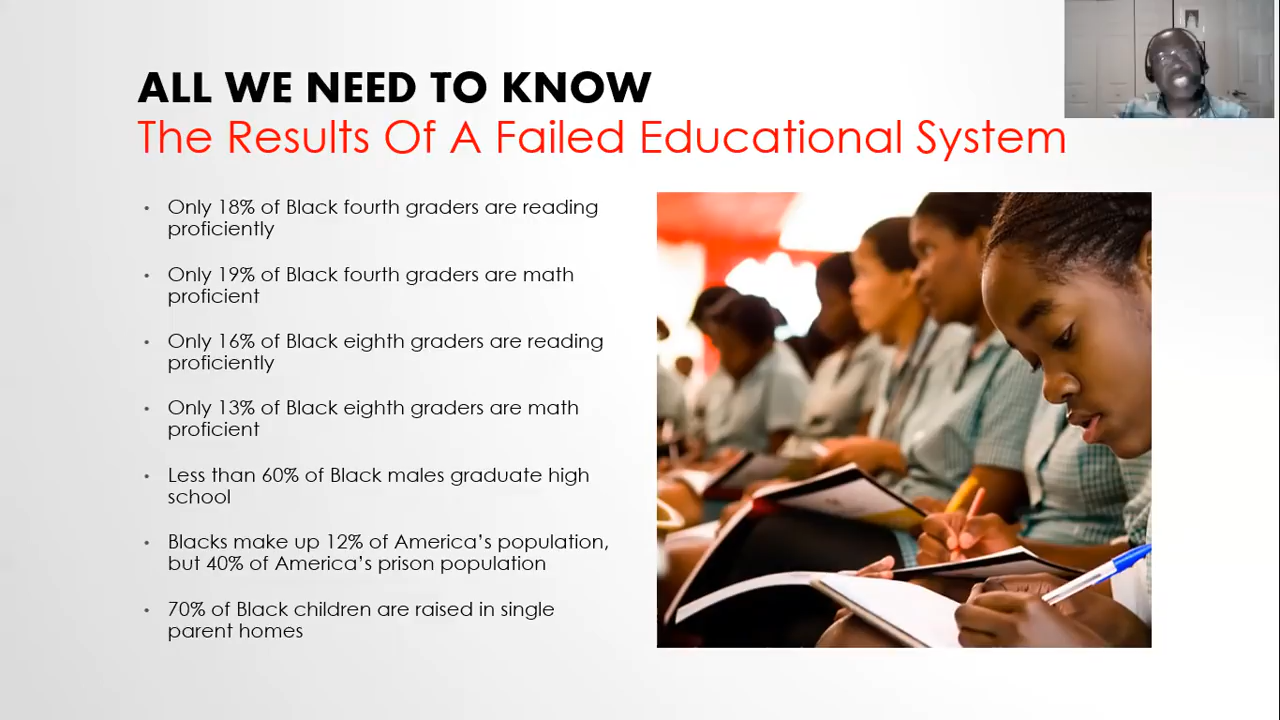 ALL WE NEED TO KNOW
The Results Of A Failed Educational System
• Only 18% of Black fourth graders are reading
proficiently
• Only 19% of Black fourth graders are math
proficient
• Only 16% of Black eighth graders are reading
proficiently
• Only 13% of Black eighth graders are math
proficient
• Less than 60% of Black males graduate high
school
• Blacks make up 12% of America’s population,
but 40% of America’s prison population
• 70% of Black children are raised in single
parent homes